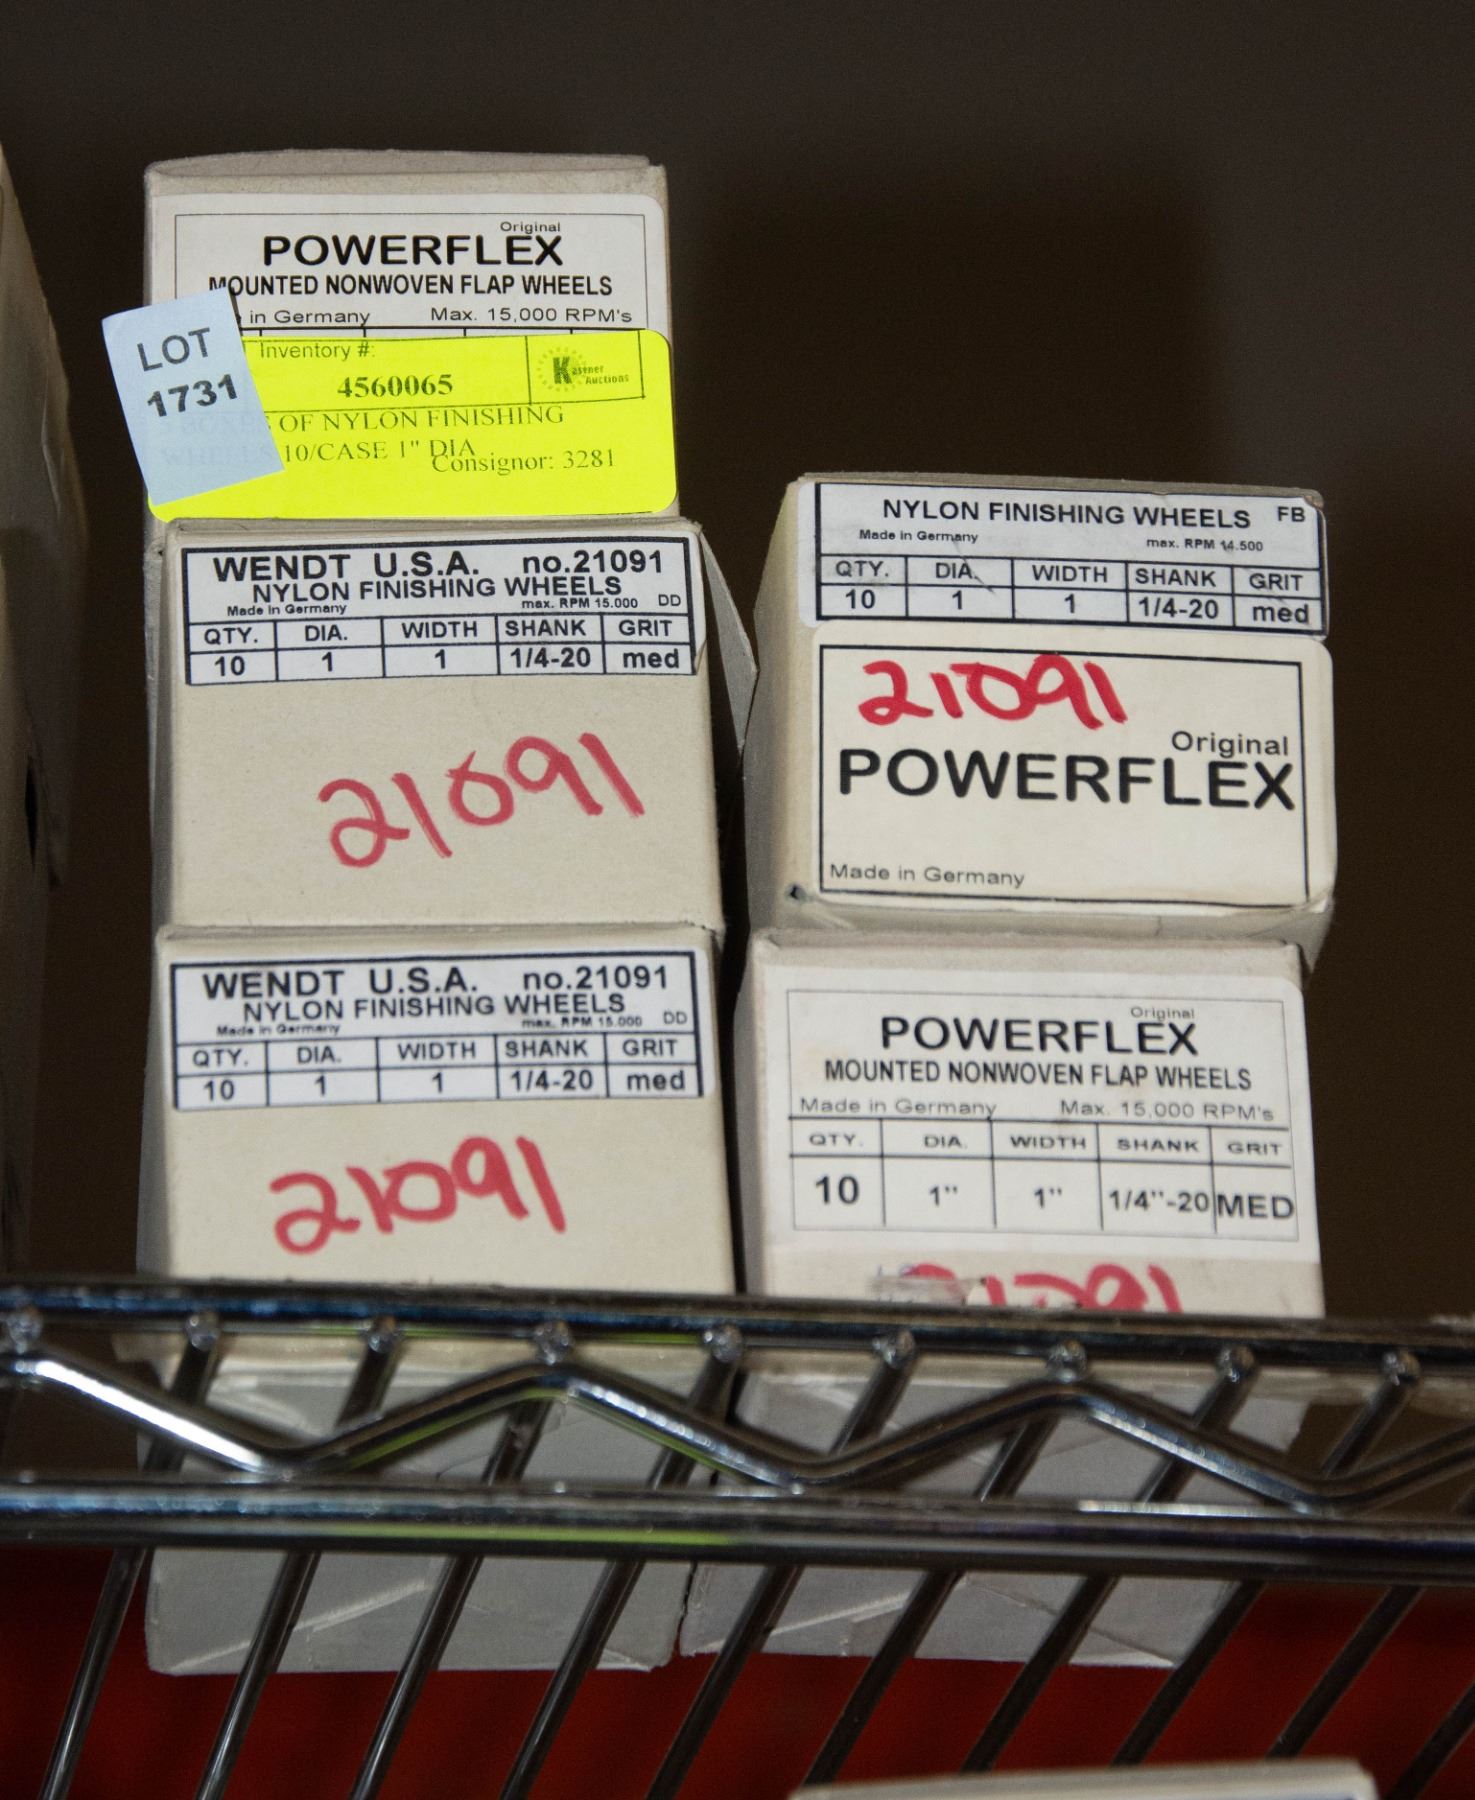 Original
POWERFLEX
MOUNTED NONWOVEN FLAP WHEELS
in Germany Max. 15,000 RPM's
LOT
1731
Inventory #:
4560065
Kastner
Auctions
BOXES OF NYLON FINISHING
WHEELS 10/CASE 1" DIA
Consignor: 3281
WENDT U.S.A. no.21091
NYLON FINISHING WHEELS
Made in Germany max. RPM 15.000 DD
QTY. DIA. WIDTH SHANK GRIT
10 1 1 1/4-20 med
21091
WENDT U.S.A. no.21091
NYLON FINISHING WHEELS
Made in Germany max. RPM 15.000 DD
QTY. DIA. WIDTH SHANK GRIT
10 1 1 1/4-20 med
21091
NYLON FINISHING WHEELS FB
Made in Germany max. RPM 14.500
QTY. DIA. WIDTH SHANK GRIT
10 1 1 1/4-20 med
21091
Original
POWERFLEX
Made in Germany
Original
POWERFLEX
MOUNTED NONWOVEN FLAP WHEELS
Made in Germany Max. 15,000 RPM's
QTY. DIA. WIDTH SHANK GRIT
10 1" 1" 1/4"-20 MED
21091